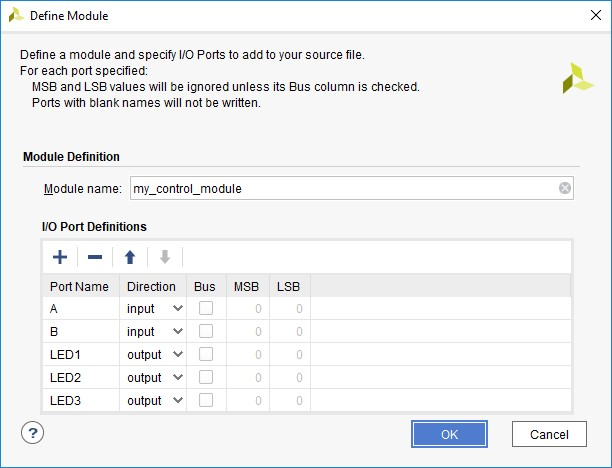 Define Module
Define a module and specify I/O Ports to add to your source file.
For each port specified:
MSB and LSB values will be ignored unless its Bus column is checked.
Ports with blank names will not be written.
Module Definition
Module name: my_control_module
I/O Port Definitions
Port Name Direction Bus MSB LSB
A input 0 0
B input 0 0
LED1 output 0 0
LED2 output 0 0
LED3 output 0 0
? OK Cancel